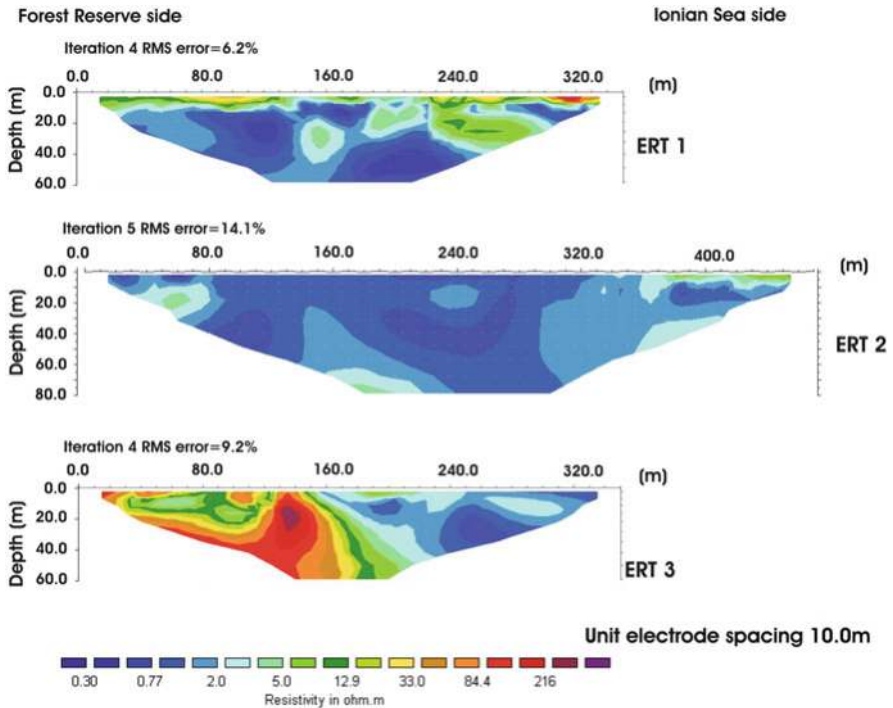 Forest Reserve side
Ionian Sea side
Iteration 4 RMS error=6.2%
0.0 80.0 160.0 240.0 320.0 (m)
Depth (m)
0.0
20.0
40.0
60.0
ERT 1
Iteration 5 RMS error=14.1%
0.0 80.0 160.0 240.0 320.0 400.0
(m)
Depth (m)
0.0
20.0
40.0
60.0
80.0
ERT 2
Iteration 4 RMS error=9.2%
0.0 80.0 160.0 240.0 320.0 (m)
Depth (m)
0.0
20.0
40.0
60.0
ERT 3
Unit electrode spacing 10.0m
0.30 0.77 2.0 5.0 12.9 33.0 84.4 216
Resistivity in ohm.m